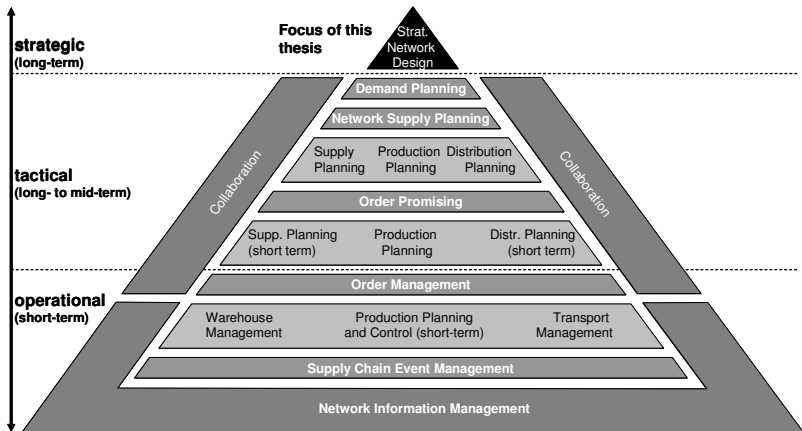 strategic
(long-term)
Focus of this
thesis
Strat.
Network
Design
Demand Planning
Network Supply Planning
Supply
Planning
Production
Planning
Distribution
Planning
Collaboration
Collaboration
tactical
(long- to mid-term)
Order Promising
Supp. Planning
(short term)
Production
Planning
Distr. Planning
(short term)
Order Management
operational
(short-term)
Warehouse
Management
Production Planning
and Control (short-term)
Transport
Management
Supply Chain Event Management
Network Information Management